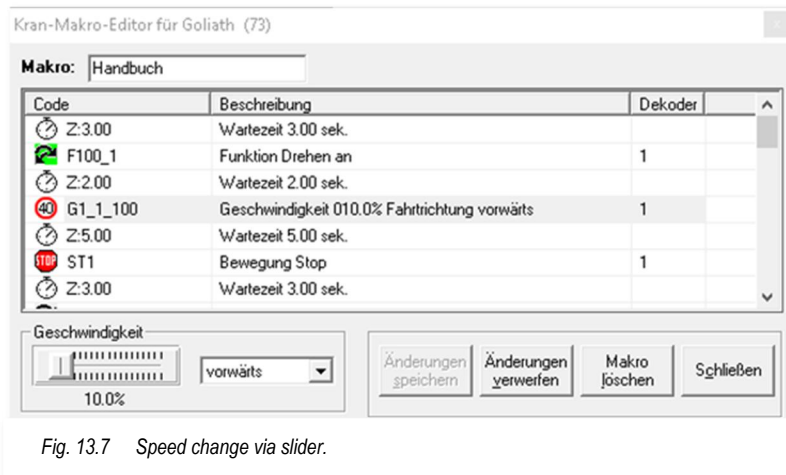 Kran-Makro-Editor für Goliath (73)
x
Makro: Handbuch
Code Beschreibung Dekoder
Z:3.00 Wartezeit 3.00 sek.
F100_1 Funktion Drehen an 1
Z:2.00 Wartezeit 2.00 sek.
40 G1_1_100 Geschwindigkeit 010.0% Fahrtrichtung vorwärts 1
Z:5.00 Wartezeit 5.00 sek.
STOP ST1 Bewegung Stop 1
Z:3.00 Wartezeit 3.00 sek.
Geschwindigkeit
vorwärts
10.0%
Änderungen speichern
Änderungen verwerfen
Makro löschen
Schließen
Fig. 13.7 Speed change via slider.